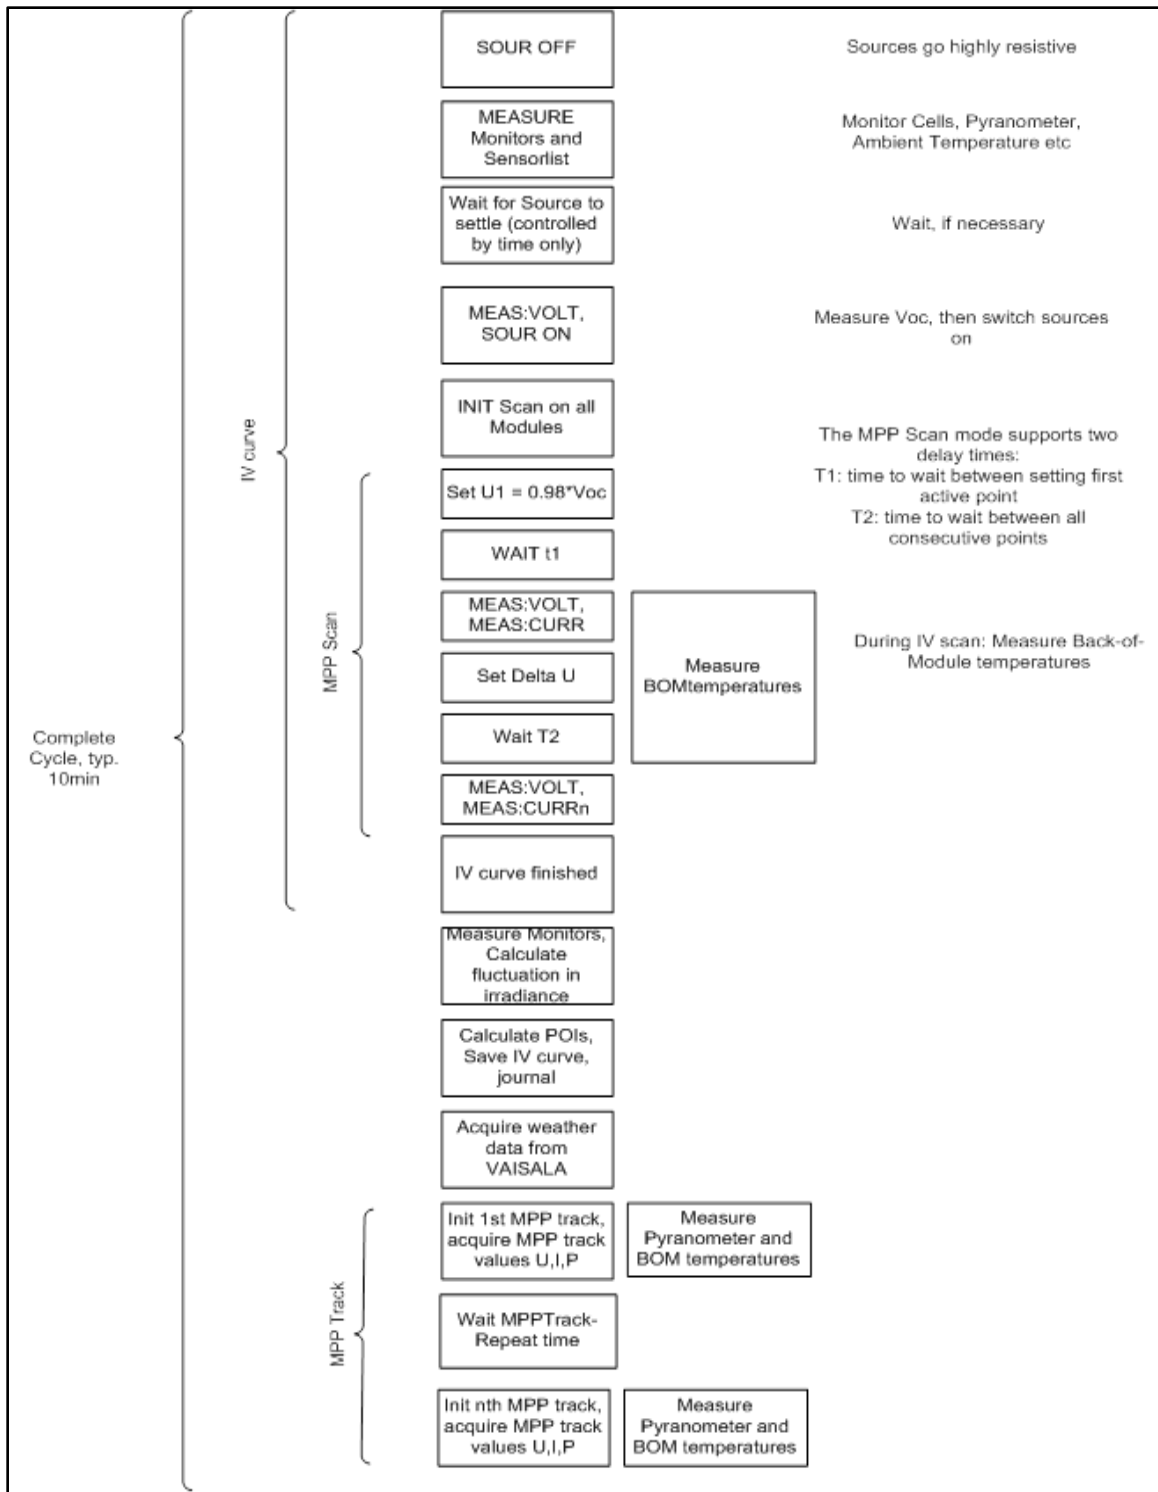 SOUR OFF
Sources go highly resistive
MEASURE
Monitors and
Sensorlist
Monitor Cells, Pyranometer,
Ambient Temperature etc
Wait for Source to
settle (controlled
by time only)
Wait, if necessary
MEAS:VOLT,
SOUR ON
Measure Voc, then switch sources
on
INIT Scan on all
Modules
IV curve
The MPP Scan mode supports two
delay times:
T1: time to wait between setting first
active point
T2: time to wait between all
consecutive points
Set U1 = 0.98*Voc
WAIT t1
MPP Scan
MEAS:VOLT,
MEAS:CURR
Set Delta U
Wait T2
Measure
BOMtemperatures
During IV scan: Measure Back-of-
Module temperatures
MEAS:VOLT,
MEAS:CURRn
Complete
Cycle, typ.
10min
IV curve finished
Measure Monitors,
Calculate
fluctuation in
irradiance
Calculate POIs,
Save IV curve,
journal
Acquire weather
data from
VAISALA
MPP Track
Init 1st MPP track,
acquire MPP track
values U,I,P
Measure
Pyranometer and
BOM temperatures
Wait MPPTrack-
Repeat time
Init nth MPP track,
acquire MPP track
values U,I,P
Measure
Pyranometer and
BOM temperatures